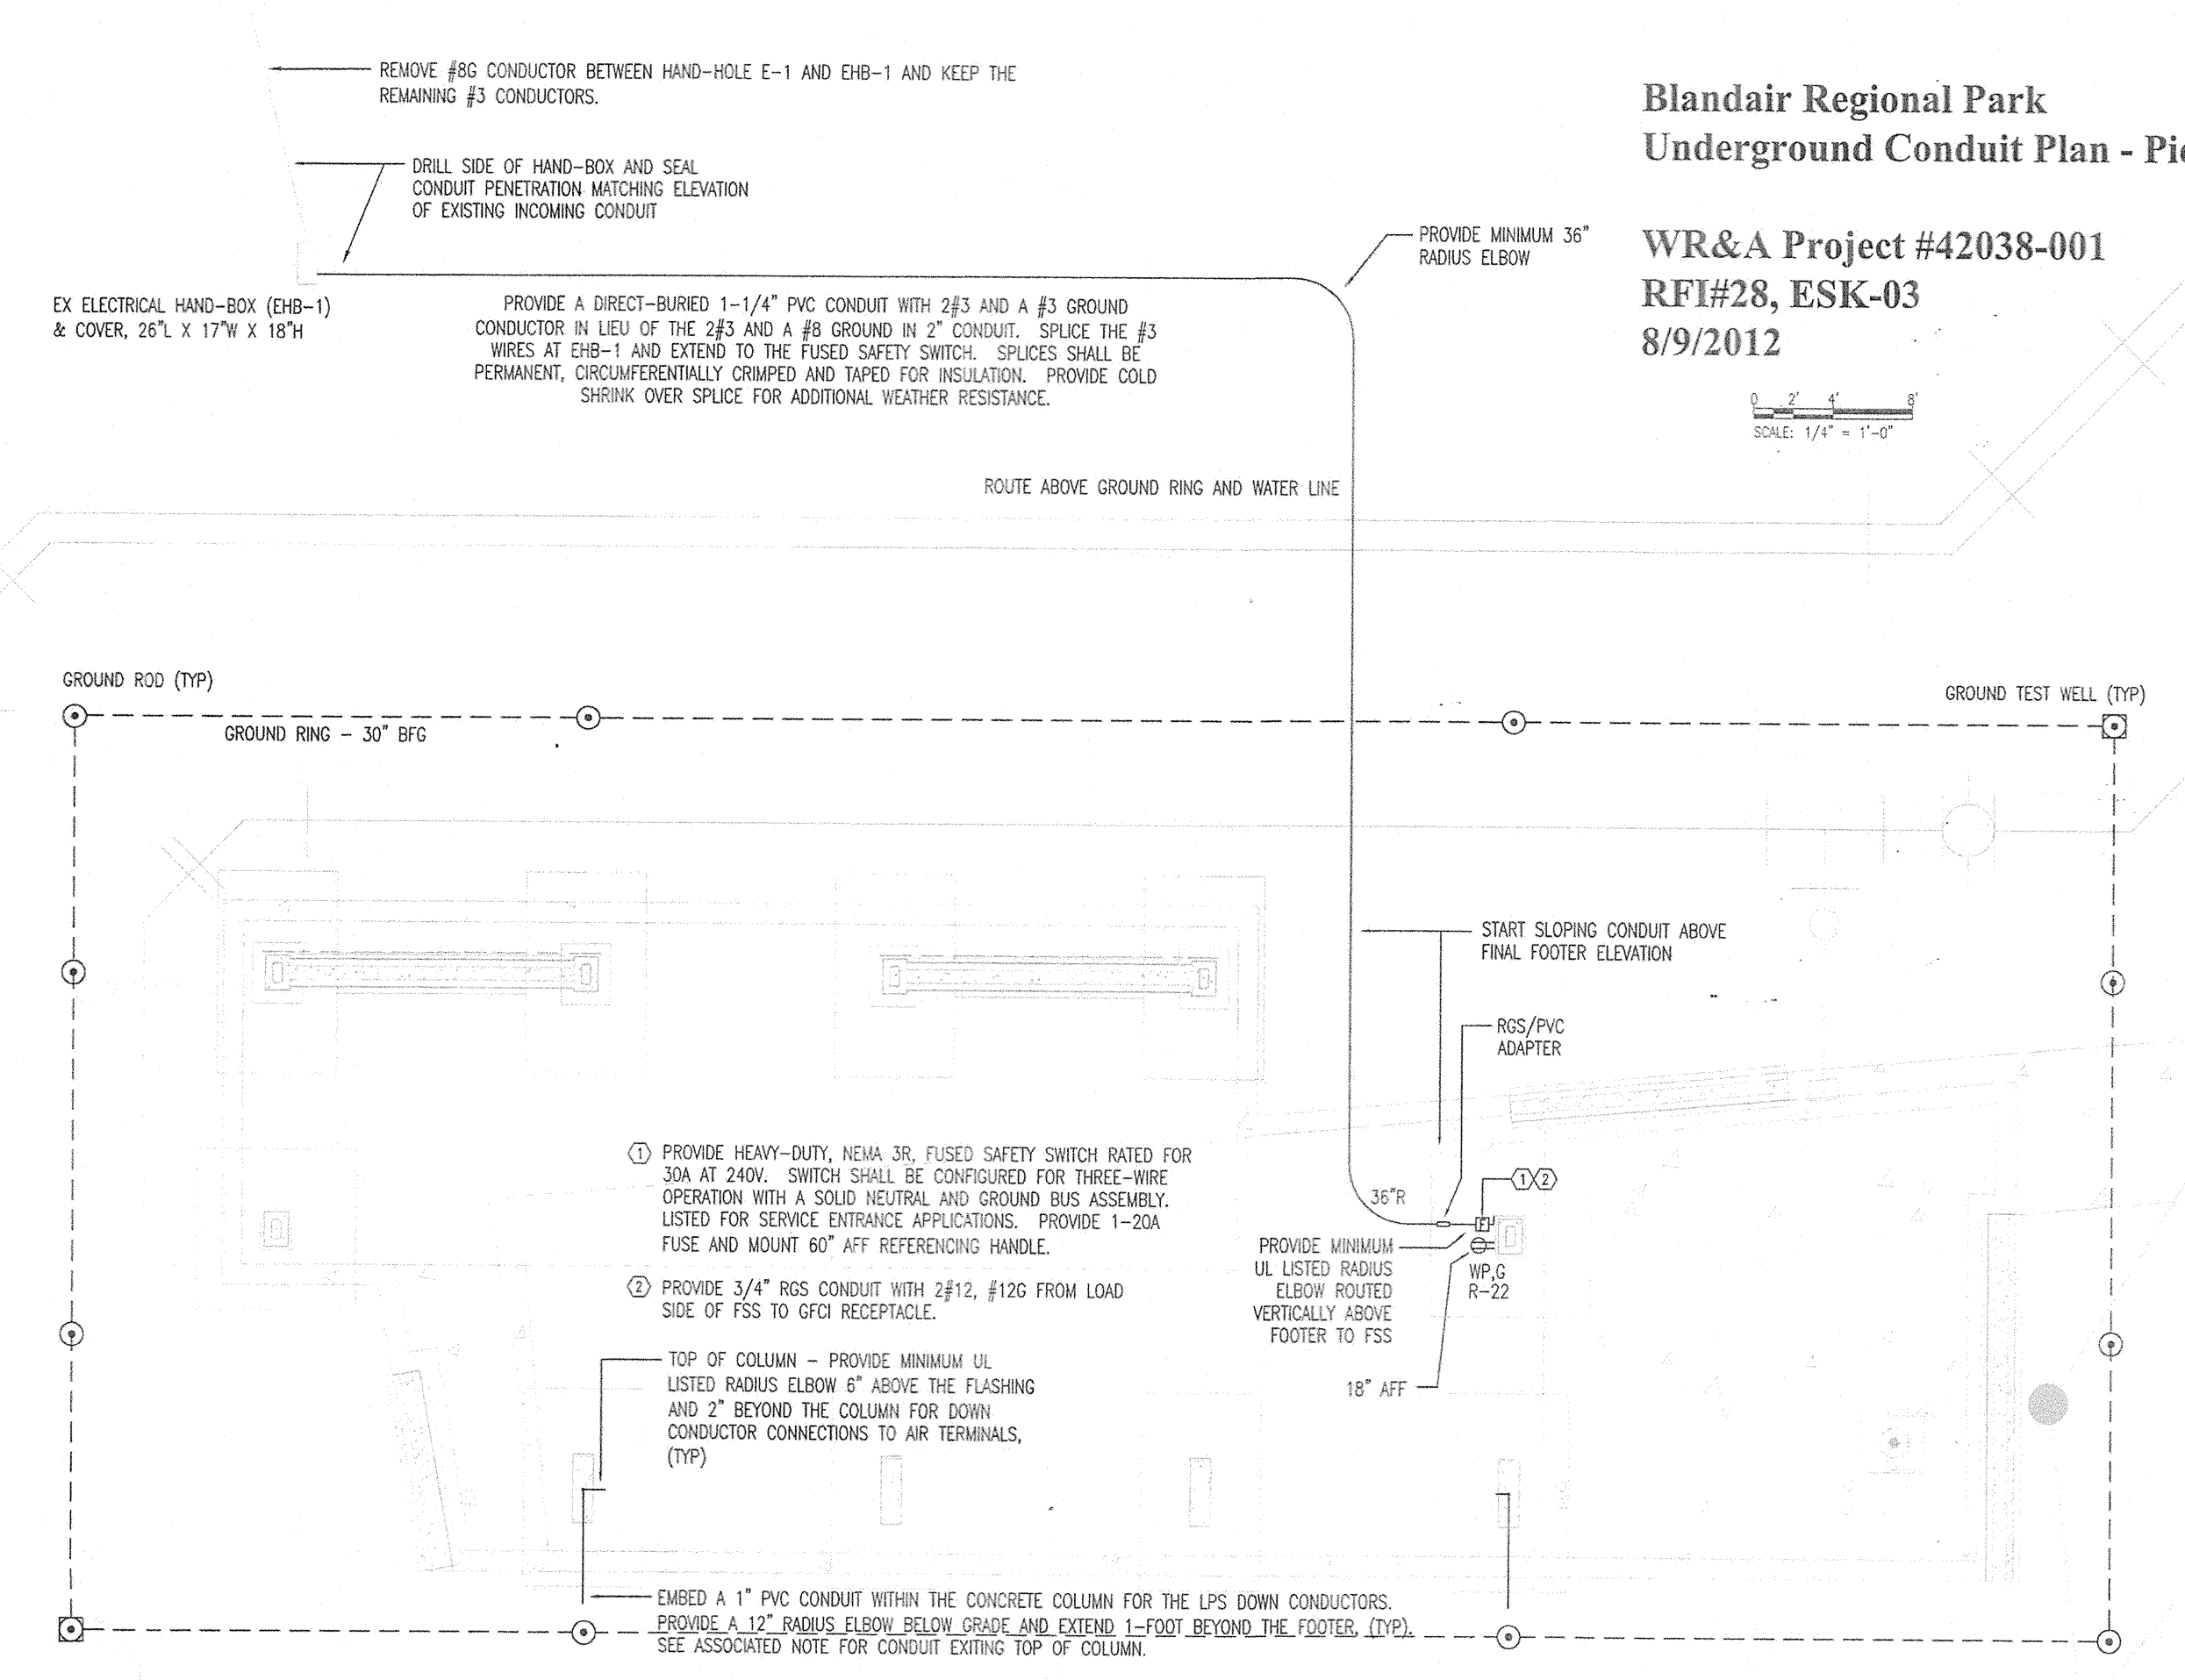 REMOVE #8G CONDUCTOR BETWEEN HAND-HOLE E-1 AND EHB-1 AND KEEP THE
REMAINING #3 CONDUCTORS.
DRILL SIDE OF HAND-BOX AND SEAL
CONDUIT PENETRATION MATCHING ELEVATION
OF EXISTING INCOMING CONDUIT
Blandair Regional Park
Underground Conduit Plan - Pic
WR&A Project #42038-001
RFI#28, ESK-03
8/9/2012
0 2' 4' 8'
SCALE: 1/4" = 1'-0"
PROVIDE MINIMUM 36"
RADIUS ELBOW
EX ELECTRICAL HAND-BOX (EHB-1)
& COVER, 26"L X 17"W X 18"H
PROVIDE A DIRECT-BURIED 1-1/4" PVC CONDUIT WITH 2#3 AND A #3 GROUND
CONDUCTOR IN LIEU OF THE 2#3 AND A #8 GROUND IN 2" CONDUIT. SPLICE THE #3
WIRES AT EHB-1 AND EXTEND TO THE FUSED SAFETY SWITCH. SPLICES SHALL BE
PERMANENT, CIRCUMFERENTIALLY CRIMPED AND TAPED FOR INSULATION. PROVIDE COLD
SHRINK OVER SPLICE FOR ADDITIONAL WEATHER RESISTANCE.
ROUTE ABOVE GROUND RING AND WATER LINE
GROUND ROD (TYP)
GROUND RING - 30" BFG
GROUND TEST WELL (TYP)
START SLOPING CONDUIT ABOVE
FINAL FOOTER ELEVATION
RGS/PVC
ADAPTER
1 PROVIDE HEAVY-DUTY, NEMA 3R, FUSED SAFETY SWITCH RATED FOR
30A AT 240V. SWITCH SHALL BE CONFIGURED FOR THREE-WIRE
OPERATION WITH A SOLID NEUTRAL AND GROUND BUS ASSEMBLY.
LISTED FOR SERVICE ENTRANCE APPLICATIONS. PROVIDE 1-20A
FUSE AND MOUNT 60" AFF REFERENCING HANDLE.
2 PROVIDE 3/4" RGS CONDUIT WITH 2#12, #12G FROM LOAD
SIDE OF FSS TO GFCI RECEPTACLE.
1 2
36"R
PROVIDE MINIMUM
UL LISTED RADIUS
ELBOW ROUTED
VERTICALLY ABOVE
FOOTER TO FSS
WP,G
R-22
18" AFF
TOP OF COLUMN - PROVIDE MINIMUM UL
LISTED RADIUS ELBOW 6" ABOVE THE FLASHING
AND 2" BEYOND THE COLUMN FOR DOWN
CONDUCTOR CONNECTIONS TO AIR TERMINALS,
(TYP)
EMBED A 1" PVC CONDUIT WITHIN THE CONCRETE COLUMN FOR THE LPS DOWN CONDUCTORS.
PROVIDE A 12" RADIUS ELBOW BELOW GRADE AND EXTEND 1-FOOT BEYOND THE FOOTER, (TYP).
SEE ASSOCIATED NOTE FOR CONDUIT EXITING TOP OF COLUMN.